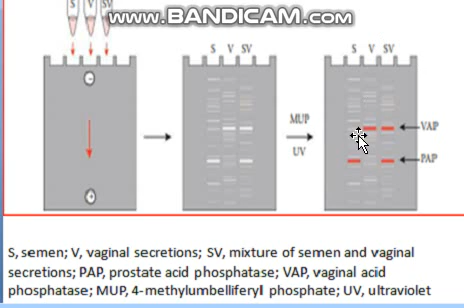 www.BANDICAM.com
S V SV
S V SV
S V SV
MUP
UV
VAP
PAP
S, semen; V, vaginal secretions; SV, mixture of semen and vaginal
secretions; PAP, prostate acid phosphatase; VAP, vaginal acid
phosphatase; MUP, 4-methylumbelliferyl phosphate; UV, ultraviolet